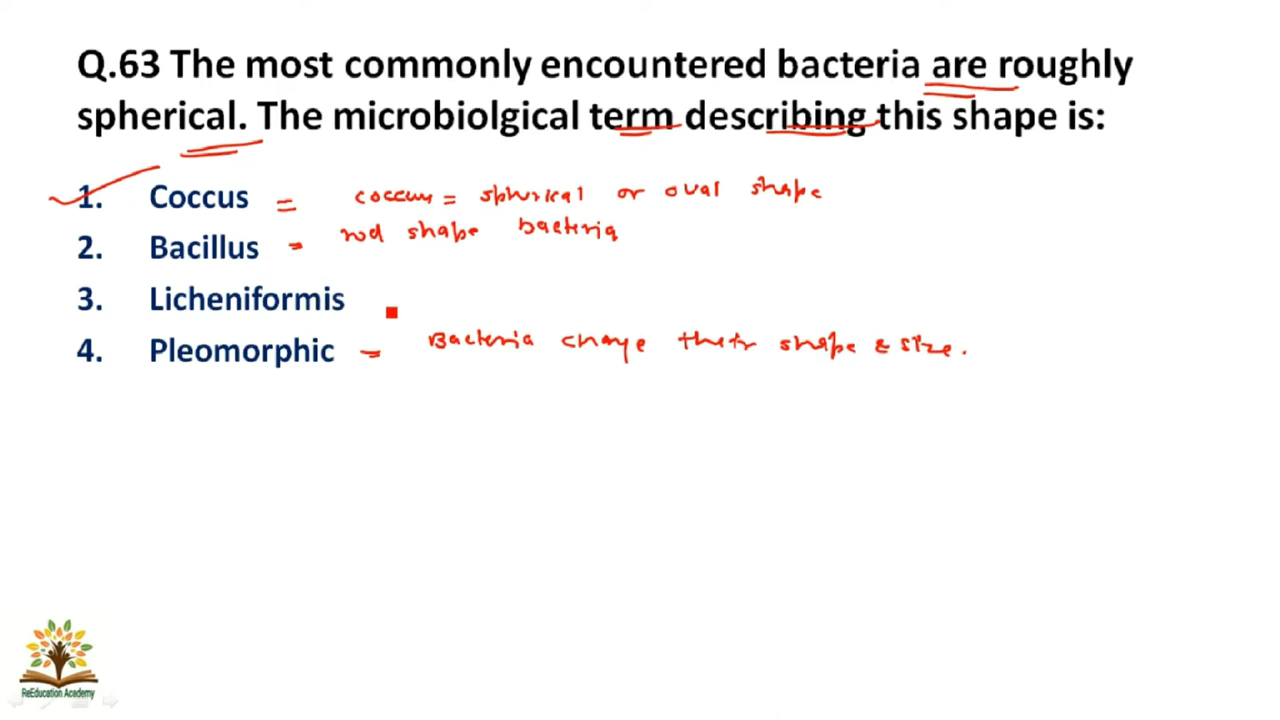 Q.63 The most commonly encountered bacteria are roughly
spherical. The microbiolgical term describing this shape is:
1. Coccus = coccus = spherical or oval shape
2. Bacillus - rod shape bacteria
3. Licheniformis
4. Pleomorphic - Bacteria change their shape & size.
ReEducation Academy